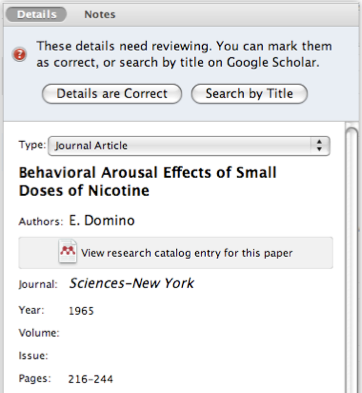 Details Notes
These details need reviewing. You can mark them
as correct, or search by title on Google Scholar.
Details are Correct Search by Title
Type: Journal Article
Behavioral Arousal Effects of Small
Doses of Nicotine
Authors: E. Domino
View research catalog entry for this paper
Journal: Sciences-New York
Year: 1965
Volume:
Issue:
Pages: 216-244